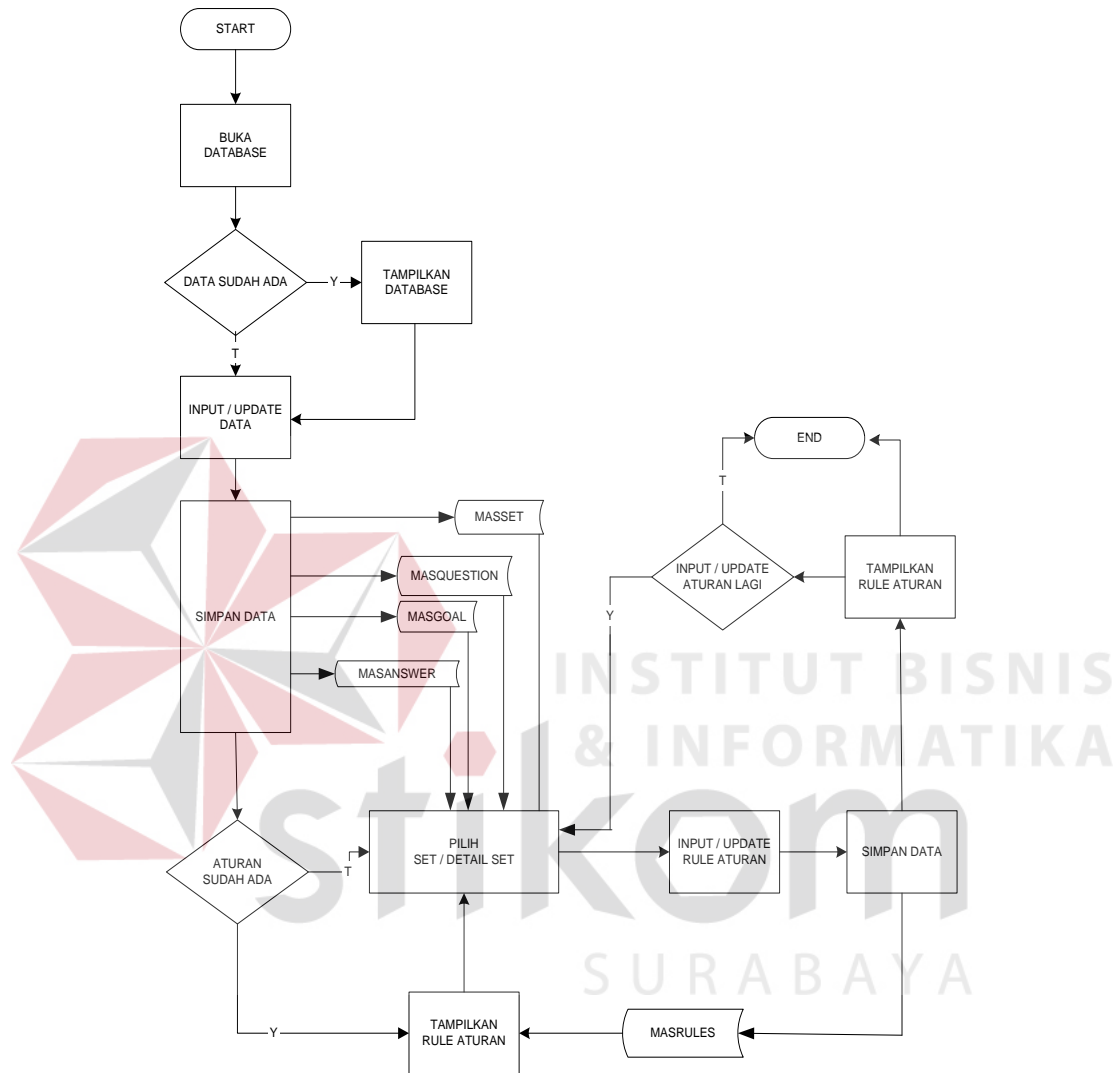 START
BUKA
DATABASE
DATA SUDAH ADA
Y
TAMPILKAN
DATABASE
T
INPUT / UPDATE
DATA
END
SIMPAN DATA
MASSET
MASQUESTION
MASGOAL
MASANSWER
T
INPUT / UPDATE
ATURAN LAGI
Y
TAMPILKAN
RULE ATURAN
INSTITUT BISNIS
& INFORMATIKA
stikom
SURABAYA
ATURAN
SUDAH ADA
T
PILIH
SET / DETAIL SET
INPUT / UPDATE
RULE ATURAN
SIMPAN DATA
Y
TAMPILKAN
RULE ATURAN
MASRULES